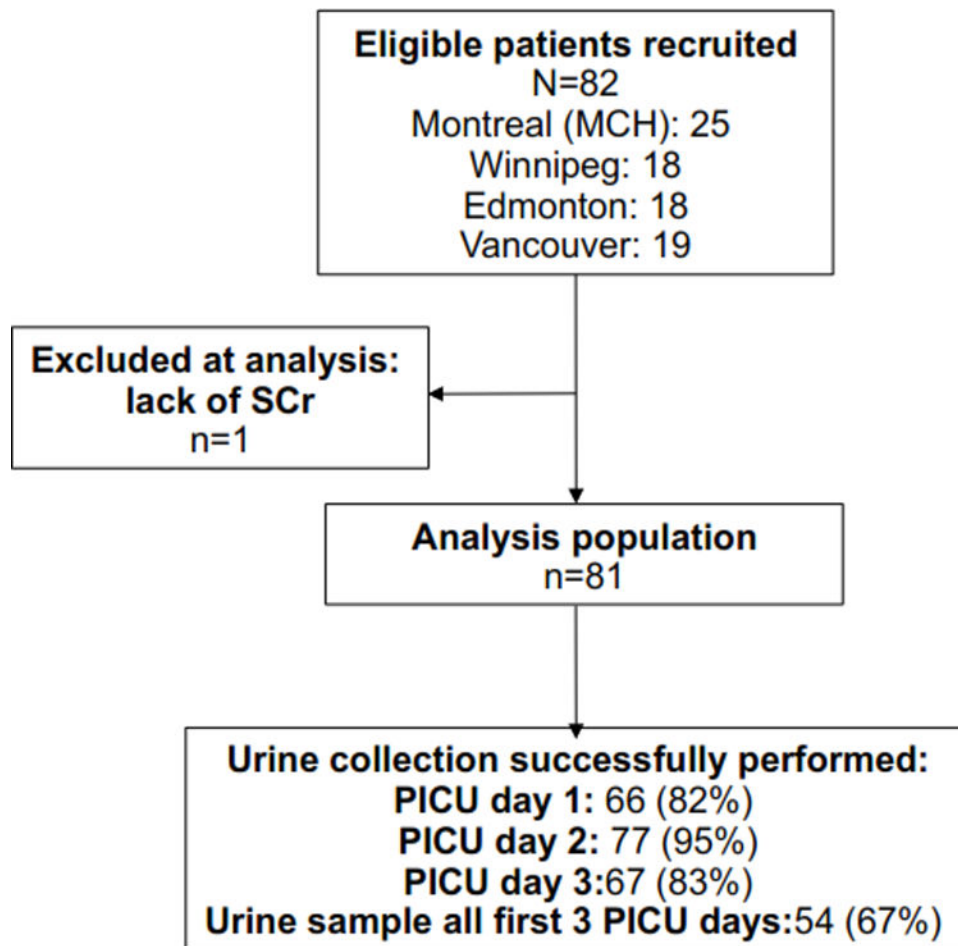 Eligible patients recruited
N=82
Montreal (MCH): 25
Winnipeg: 18
Edmonton: 18
Vancouver: 19
Excluded at analysis:
lack of SCr
n=1
Analysis population
n=81
Urine collection successfully performed:
PICU day 1: 66 (82%)
PICU day 2: 77 (95%)
PICU day 3:67 (83%)
Urine sample all first 3 PICU days:54 (67%)